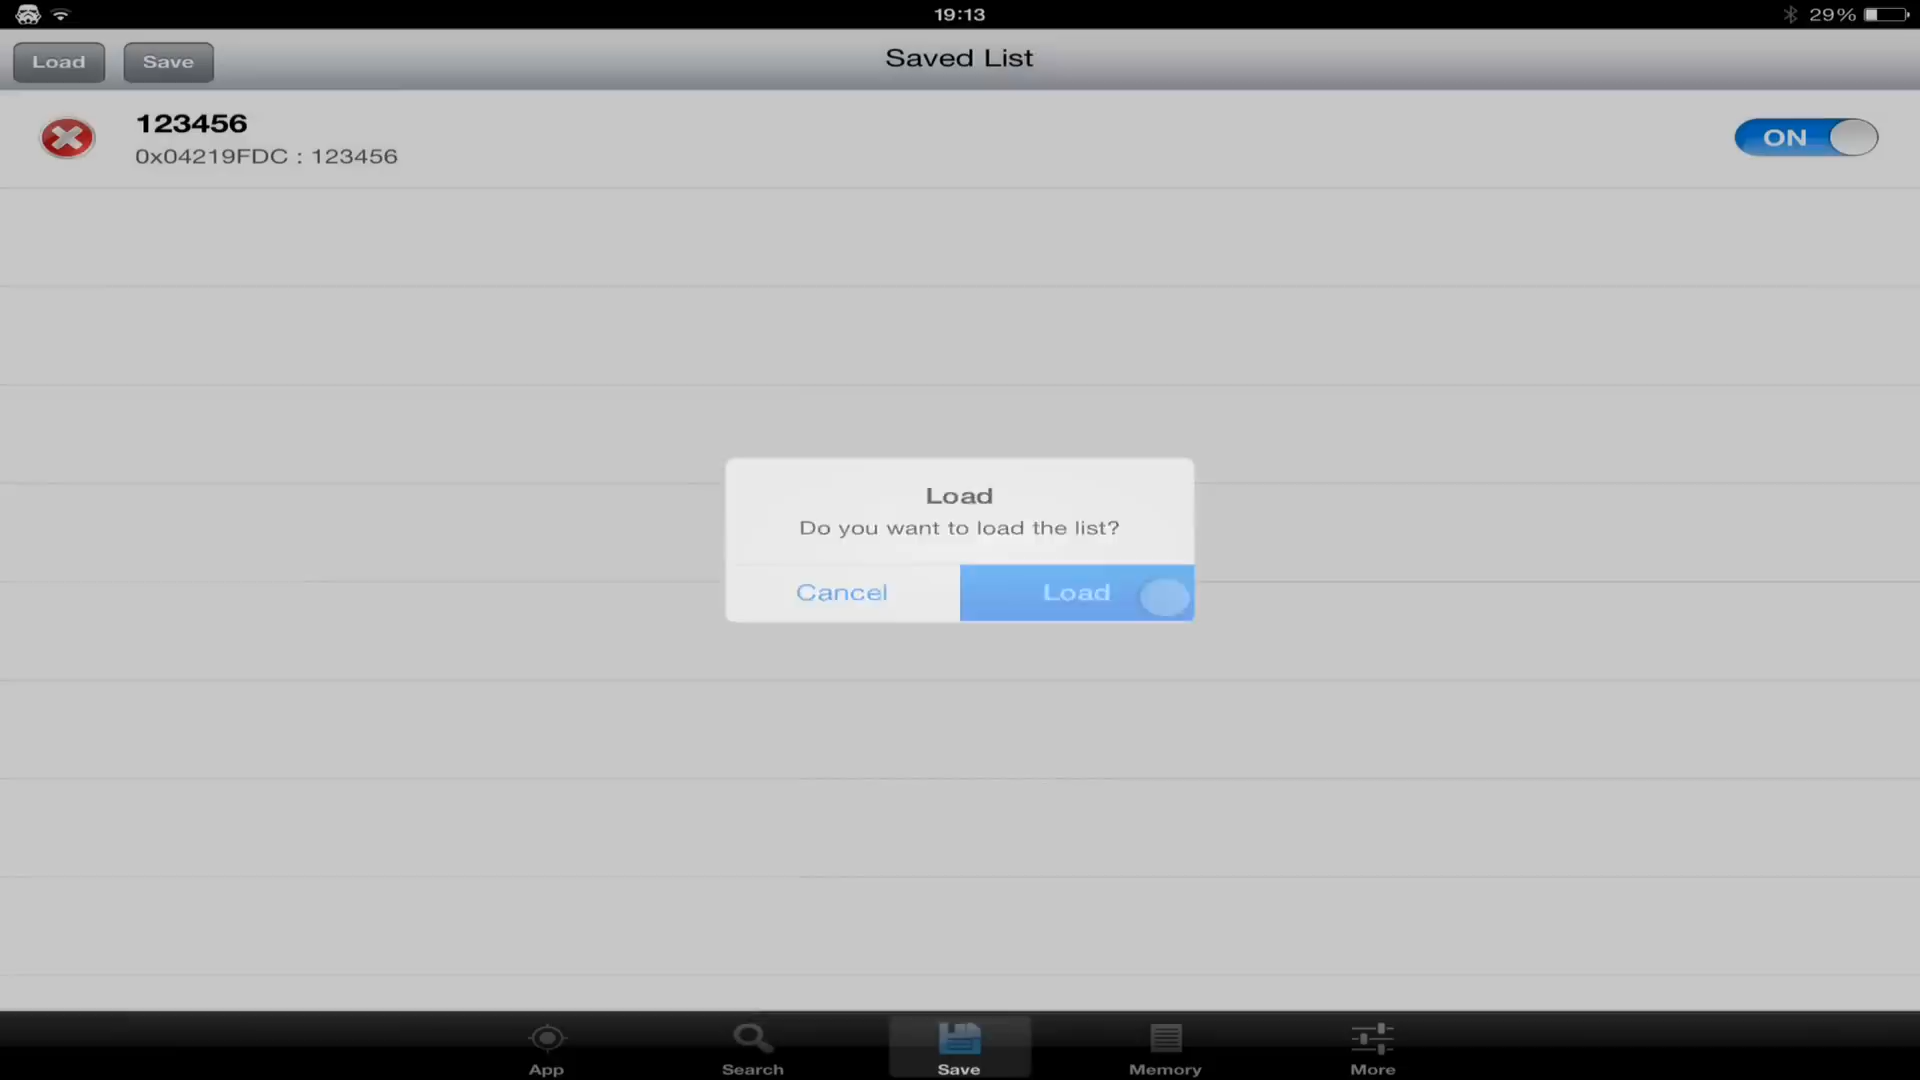 19:13
29%
Load Save
Saved List
123456
0x04219FDC : 123456
ON
Load
Do you want to load the list?
Cancel Load
App Search Save Memory More